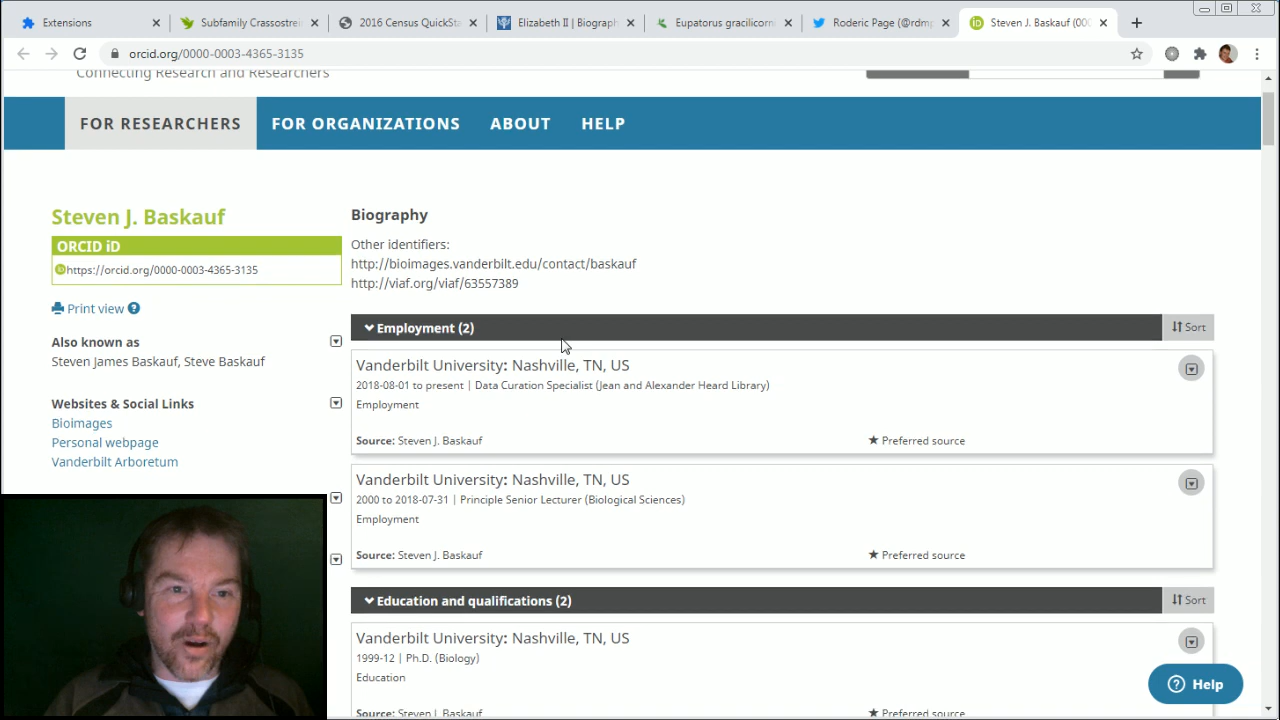 Extensions
Subfamily Crassostrei
2016 Census QuickSta
Elizabeth II | Biograph
Eupatorus gracilicorni
Roderic Page (@rdmp
Steven J. Baskauf (000
orcid.org/0000-0003-4365-3135
Connecting Research and Researchers
FOR RESEARCHERS FOR ORGANIZATIONS ABOUT HELP
Steven J. Baskauf
ORCID iD
iD https://orcid.org/0000-0003-4365-3135
Print view ?
Also known as
Steven James Baskauf, Steve Baskauf
Websites & Social Links
Bioimages
Personal webpage
Vanderbilt Arboretum
Biography
Other identifiers:
http://bioimages.vanderbilt.edu/contact/baskauf
http://viaf.org/viaf/63557389
Employment (2) Sort
Vanderbilt University: Nashville, TN, US
2018-08-01 to present | Data Curation Specialist (Jean and Alexander Heard Library)
Employment
Source: Steven J. Baskauf ★ Preferred source
Vanderbilt University: Nashville, TN, US
2000 to 2018-07-31 | Principle Senior Lecturer (Biological Sciences)
Employment
Source: Steven J. Baskauf ★ Preferred source
Education and qualifications (2) Sort
Vanderbilt University: Nashville, TN, US
1999-12 | Ph.D. (Biology)
Education
Source: Steven J. Baskauf ★ Preferred source
? Help